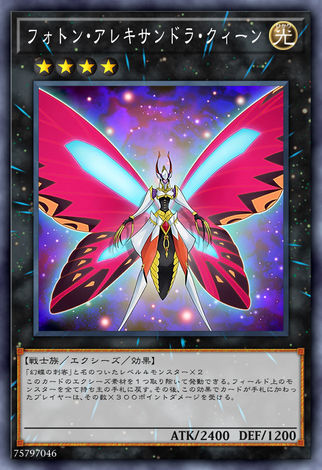 フォトン・アレキサンドラ・クィーン
光
【戦士族／エクシーズ／効果】
「幻蝶の刺客」と名のついたレベル4モンスター×2
このカードのエクシーズ素材を1つ取り除いて発動できる。フィールド上のモ
ンスターを全て持ち主の手札に戻す。その後、この効果でカードが手札に加わっ
たプレイヤーは、その数×300ポイントダメージを受ける。
ATK/2400 DEF/1200
75797046